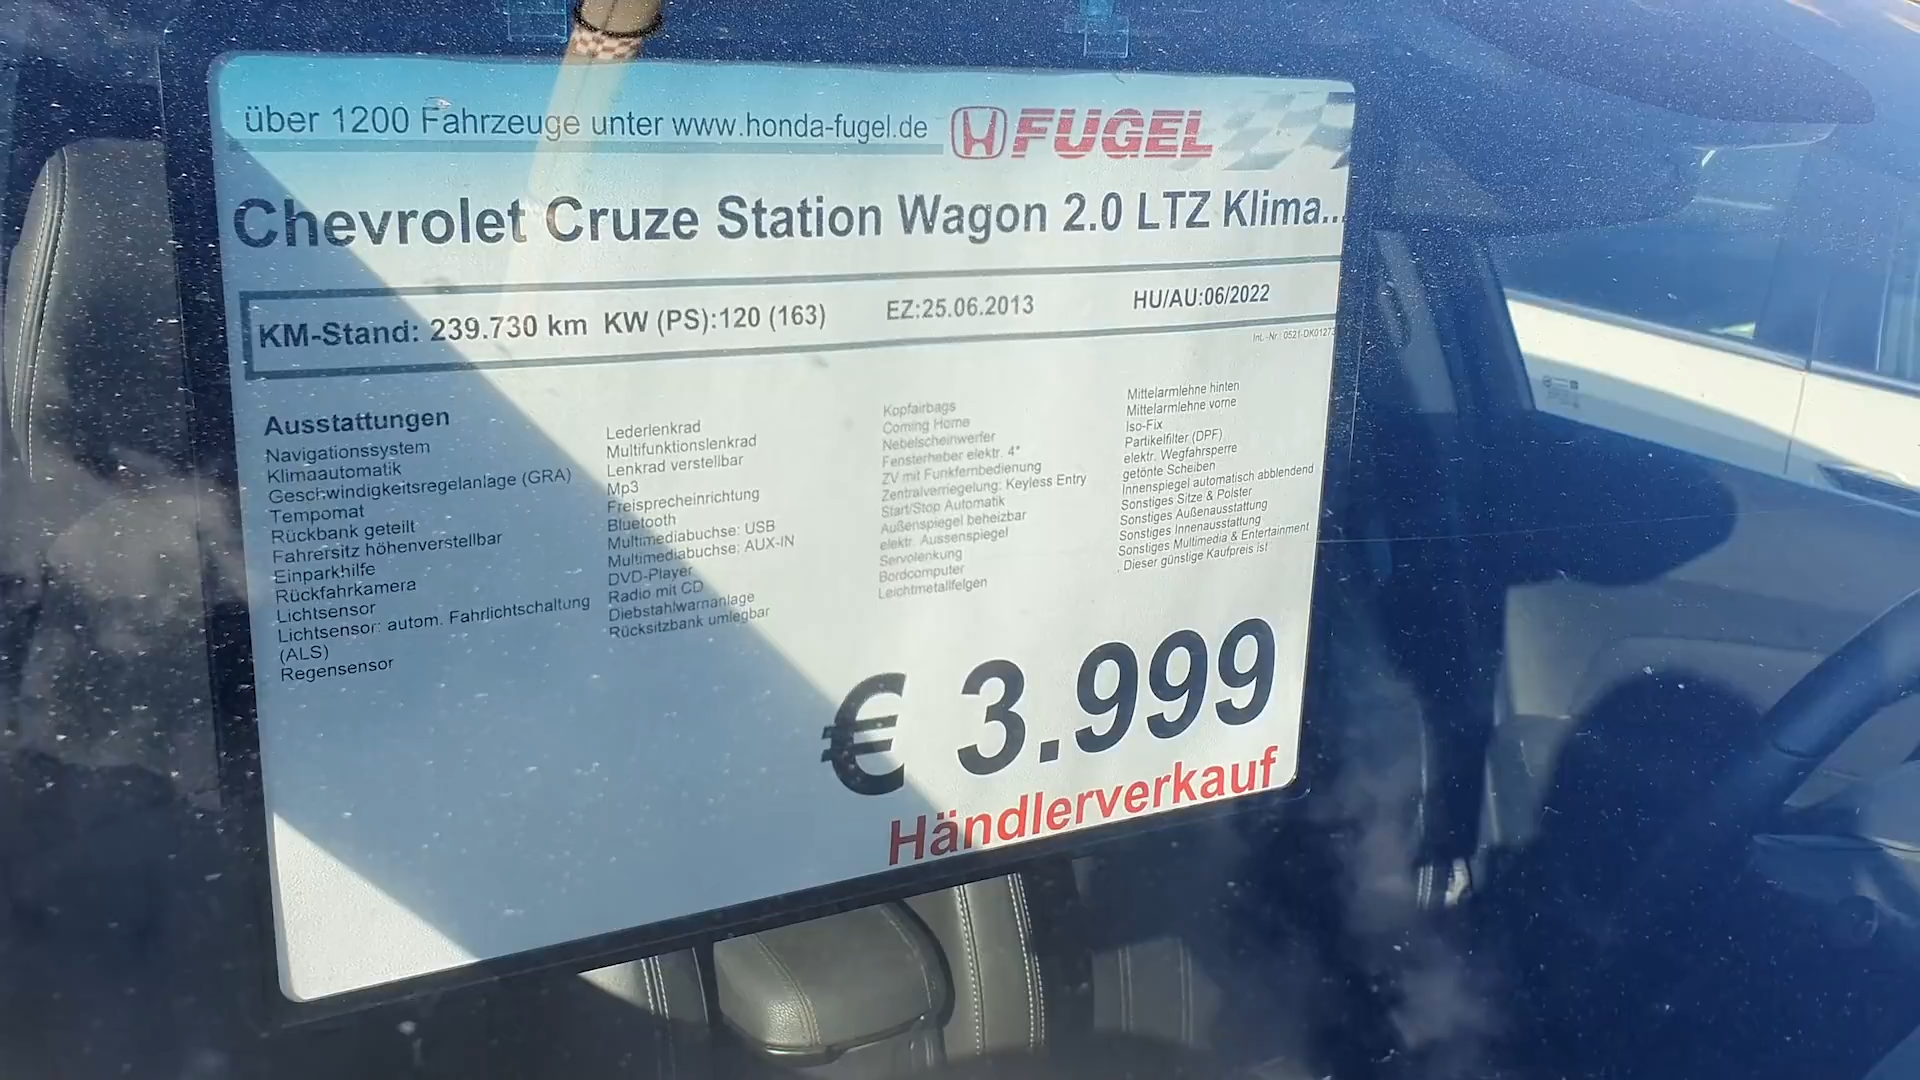 über 1200 Fahrzeuge unter www.honda-fugel.de
FUGEL
Chevrolet Cruze Station Wagon 2.0 LTZ Klima...
KM-Stand: 239.730 km KW (PS):120 (163) EZ:25.06.2013 HU/AU:06/2022
Int.-Nr.: 0521-DK01273
Ausstattungen
Navigationssystem
Klimaautomatik
Geschwindigkeitsregelanlage (GRA)
Tempomat
Rückbank geteilt
Fahrersitz höhenverstellbar
Einparkhilfe
Rückfahrkamera
Lichtsensor
Lichtsensor: autom. Fahrlichtschaltung
(ALS)
Regensensor
Lederlenkrad
Multifunktionslenkrad
Lenkrad verstellbar
Mp3
Freisprecheinrichtung
Bluetooth
Multimediabuchse: USB
Multimediabuchse: AUX-IN
DVD-Player
Radio mit CD
Diebstahlwarnanlage
Rücksitzbank umlegbar
Kopfairbags
Coming Home
Nebelscheinwerfer
Fensterheber elektr. 4*
ZV mit Funkfernbedienung
Zentralverriegelung: Keyless Entry
Start/Stop Automatik
Außenspiegel beheizbar
elektr. Aussenspiegel
Servolenkung
Bordcomputer
Leichtmetallfelgen
Mittelarmlehne hinten
Mittelarmlehne vorne
Iso-Fix
Partikelfilter (DPF)
elektr. Wegfahrsperre
getönte Scheiben
Innenspiegel automatisch abblendend
Sonstiges Sitze & Polster
Sonstiges Außenausstattung
Sonstiges Innenausstattung
Sonstiges Multimedia & Entertainment
. Dieser günstige Kaufpreis ist
€ 3.999
Händlerverkauf